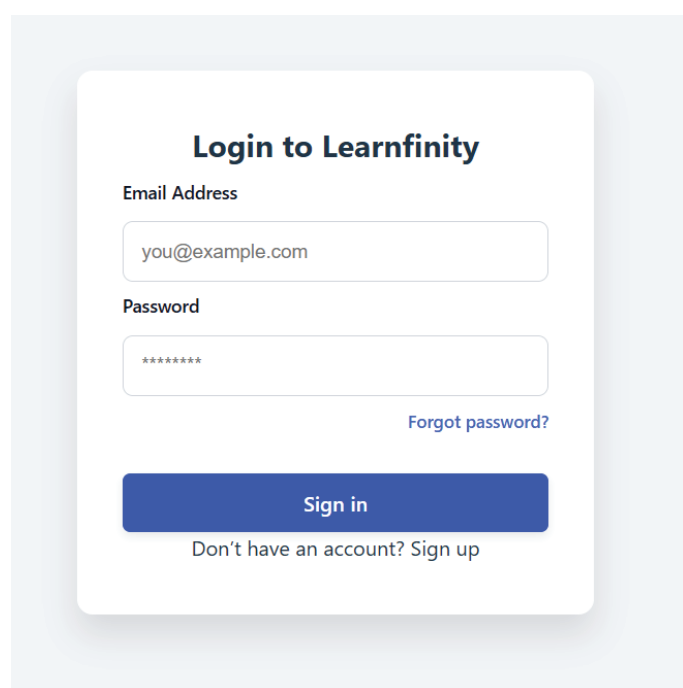 Login to Learnfinity
Email Address
you@example.com
Password
********
Forgot password?
Sign in
Don’t have an account? Sign up